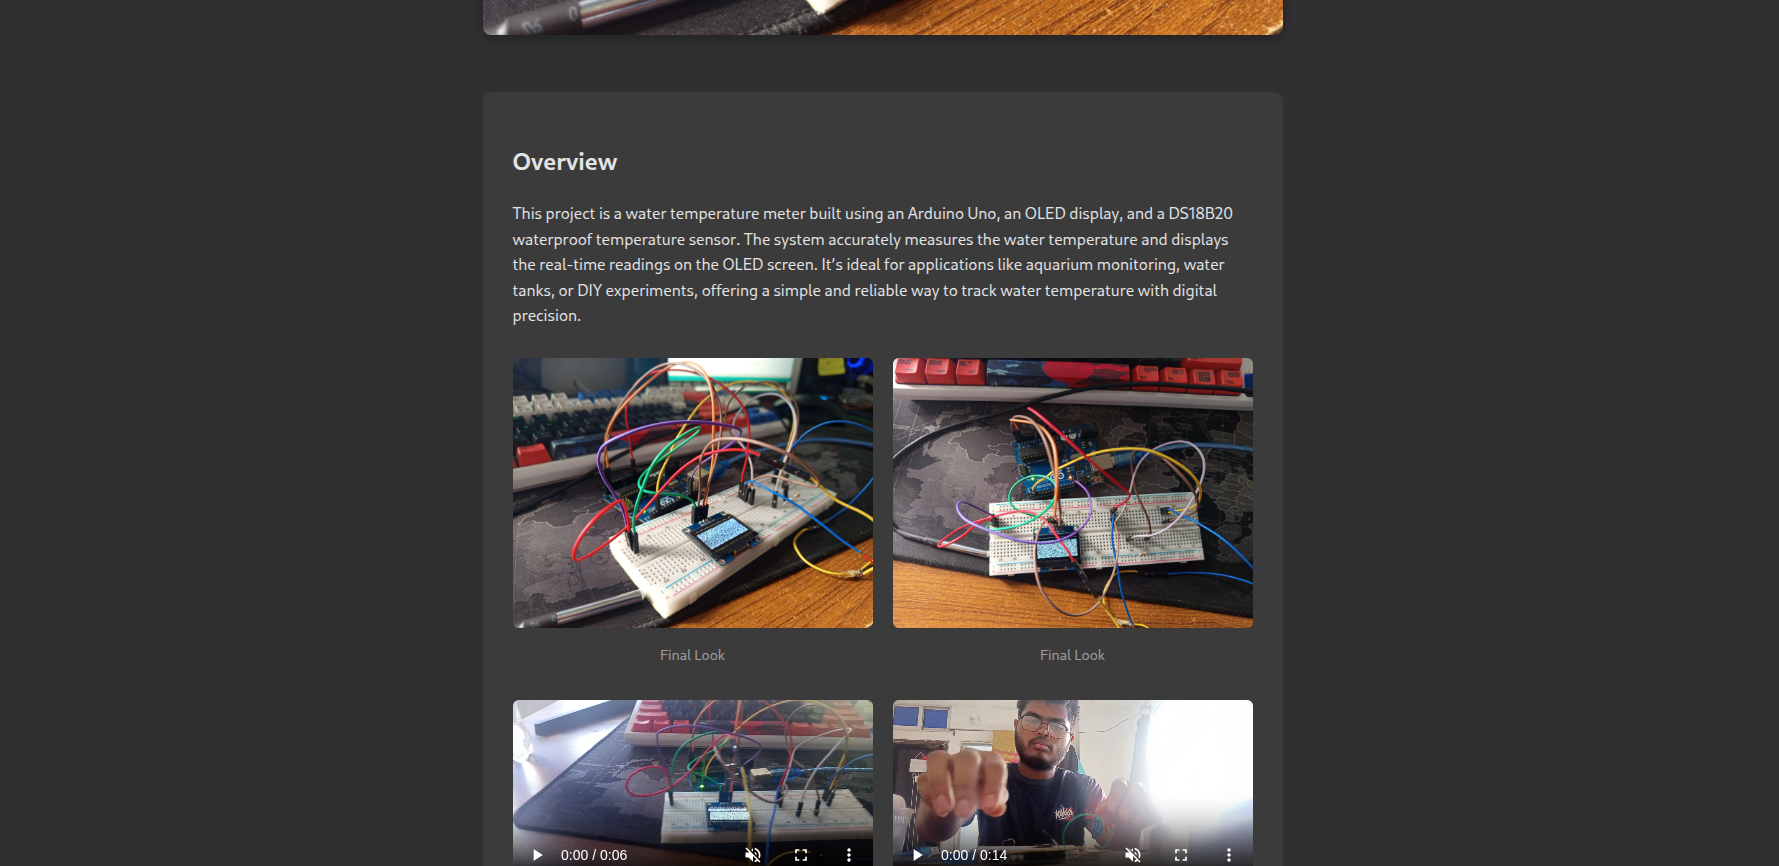 Overview
This project is a water temperature meter built using an Arduino Uno, an OLED display, and a DS18B20
waterproof temperature sensor. The system accurately measures the water temperature and displays
the real-time readings on the OLED screen. It’s ideal for applications like aquarium monitoring, water
tanks, or DIY experiments, offering a simple and reliable way to track water temperature with digital
precision.
Final Look
Final Look
0:00 / 0:06
0:00 / 0:14